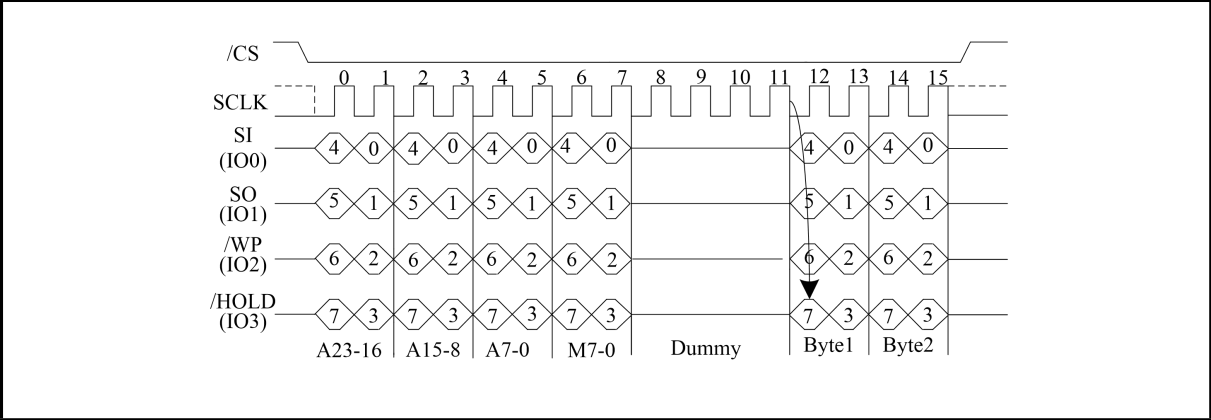 /CS
0 1 2 3 4 5 6 7 8 9 10 11 12 13 14 15
SCLK
SI
(IO0)
4 0 4 0 4 0 4 0 4 0 4 0
SO
(IO1)
5 1 5 1 5 1 5 1 5 1 5 1
/WP
(IO2)
6 2 6 2 6 2 6 2 6 2 6 2
/HOLD
(IO3)
7 3 7 3 7 3 7 3 7 3 7 3
A23-16 A15-8 A7-0 M7-0 Dummy Byte1 Byte2